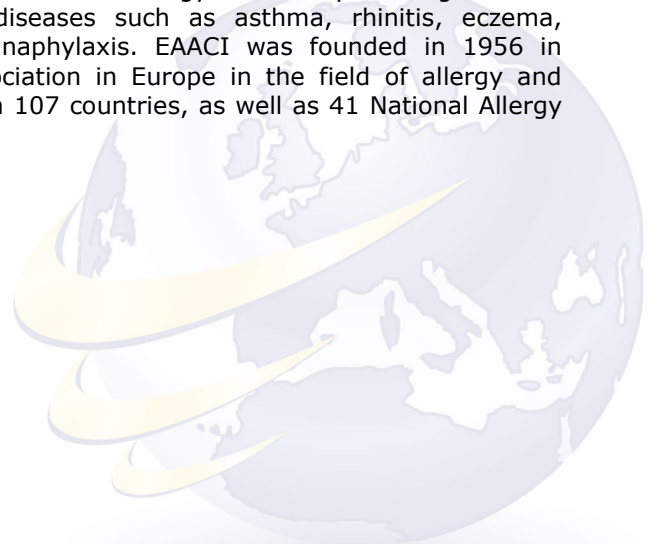 diseases such as asthma, rhinitis, eczema,
naphylaxis. EAACI was founded in 1956 in
ciation in Europe in the field of allergy and
107 countries, as well as 41 National Allergy